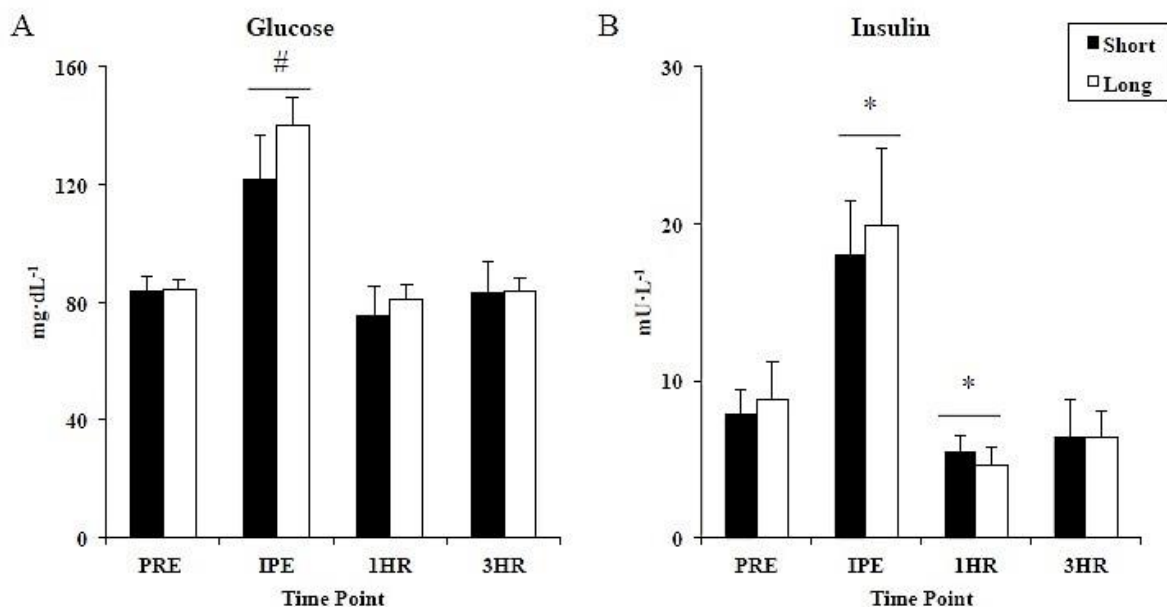 A
Glucose
160
120
80
40
0
mg·dL⁻¹
#
PRE IPE 1HR 3HR
Time Point
B
Insulin
Short
Long
30
20
10
0
mU·L⁻¹
*
*
PRE IPE 1HR 3HR
Time Point